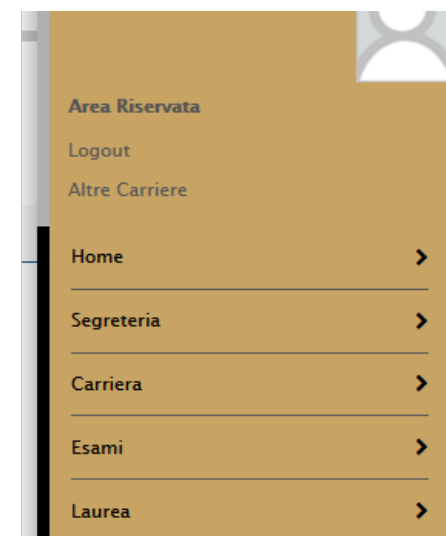 Area Riservata
Logout
Altre Carriere
Home
Segreteria
Carriera
Esami
Laurea